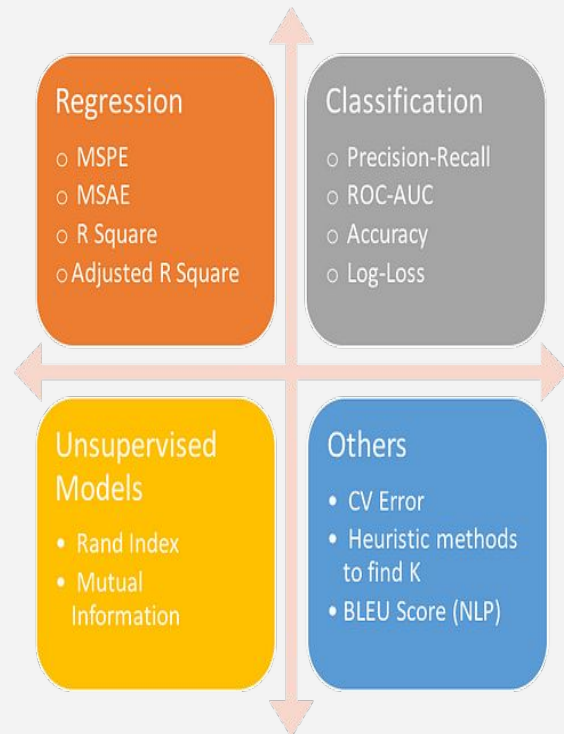 Regression
○ MSPE
○ MSAE
○ R Square
○ Adjusted R Square
Classification
○ Precision-Recall
○ ROC-AUC
○ Accuracy
○ Log-Loss
Unsupervised
Models
• Rand Index
• Mutual
Information
Others
• CV Error
• Heuristic methods
to find K
• BLEU Score (NLP)